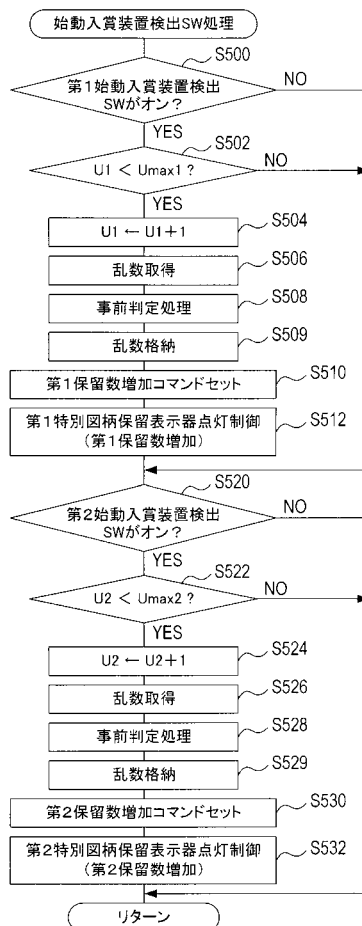 始動入賞装置検出SW処理
S500
第1始動入賞装置検出
SWがオン?
NO
YES
S502
U1 < Umax1?
NO
YES
U1 ← U1+1
S504
乱数取得
S506
事前判定処理
S508
乱数格納
S509
第1保留数増加コマンドセット
S510
第1特別図柄保留表示器点灯制御
(第1保留数増加)
S512
S520
第2始動入賞装置検出
SWがオン?
NO
YES
S522
U2 < Umax2?
NO
YES
U2 ← U2+1
S524
乱数取得
S526
事前判定処理
S528
乱数格納
S529
第2保留数増加コマンドセット
S530
第2特別図柄保留表示器点灯制御
(第2保留数増加)
S532
リターン